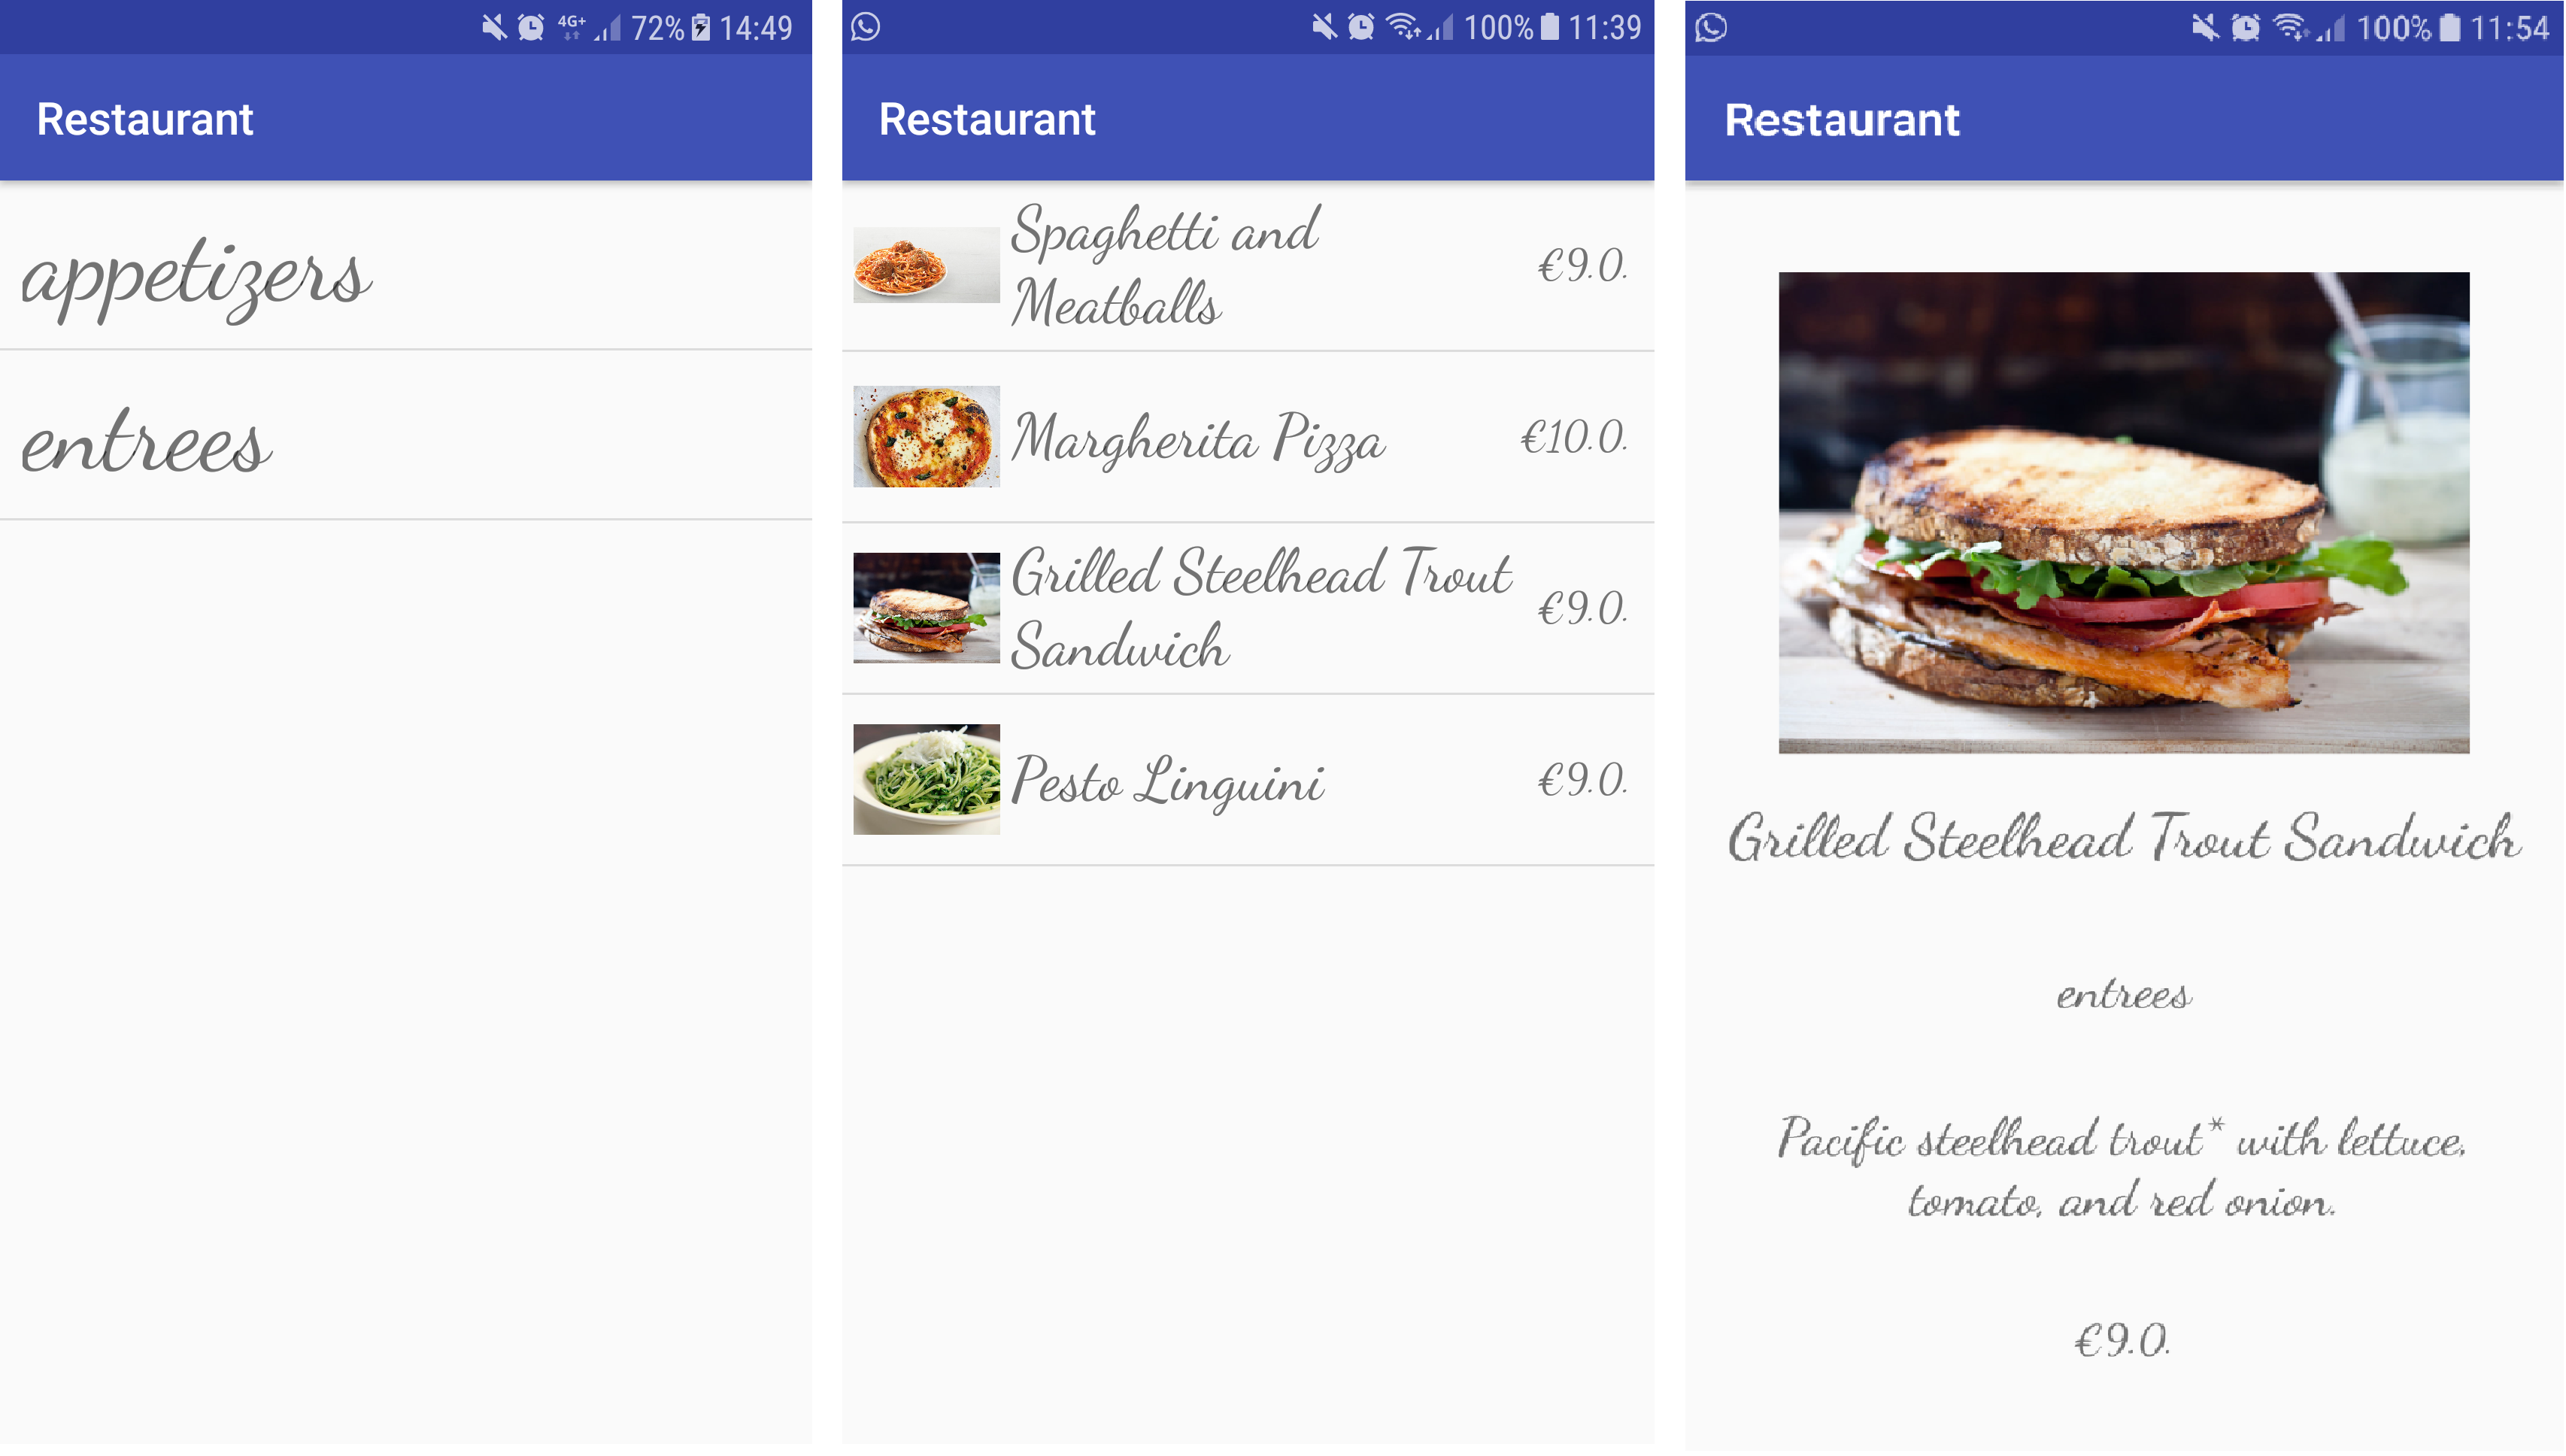 4G+ 72% 14:49
Restaurant
appetizers
entrees
100% 11:39
Restaurant
Spaghetti and
Meatballs
€9.0.
Margherita Pizza
€10.0.
Grilled Steelhead Trout
Sandwich
€9.0.
Pesto Linguini
€9.0.
100% 11:54
Restaurant
Grilled Steelhead Trout Sandwich
entrees
Pacific steelhead trout* with lettuce,
tomato, and red onion.
€9.0.